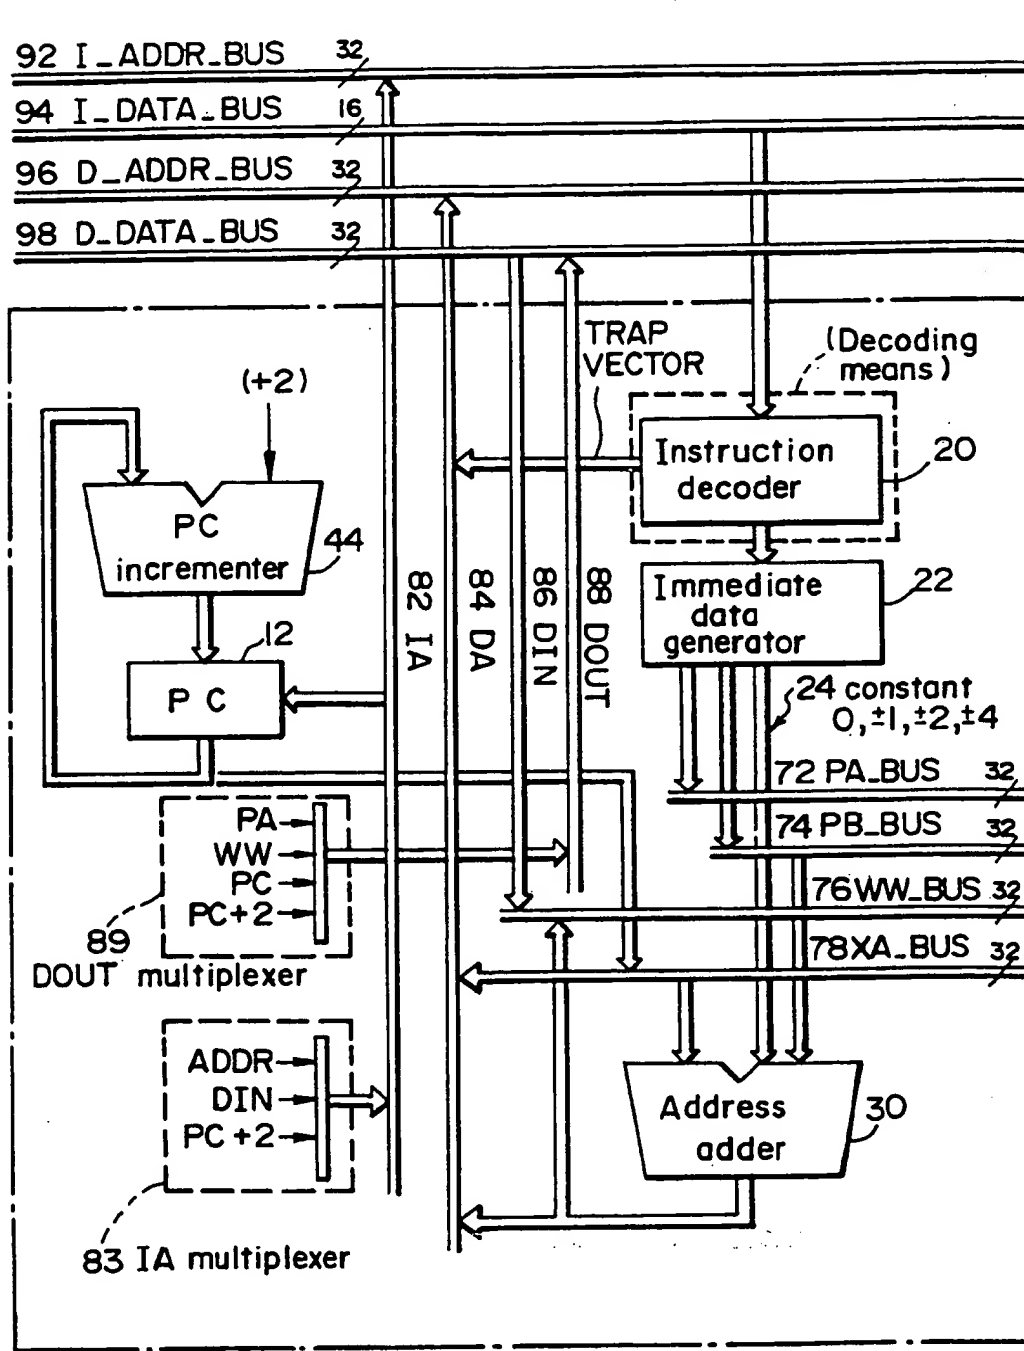 92 I_ADDR_BUS 32
94 I_DATA_BUS 16
96 D_ADDR_BUS 32
98 D_DATA_BUS 32
TRAP
VECTOR
(Decoding
means)
(+2)
Instruction
decoder
20
PC
incrementer
44
82 IA
84 DA
86 DIN
88 DOUT
Immediate
data
generator
22
12
PC
24 constant
0,±1,±2,±4
72 PA_BUS 32
74 PB_BUS 32
76 WW_BUS 32
78 XA_BUS 32
PA
WW
PC
PC+2
89
DOUT multiplexer
ADDR
DIN
PC+2
83 IA multiplexer
Address
adder
30